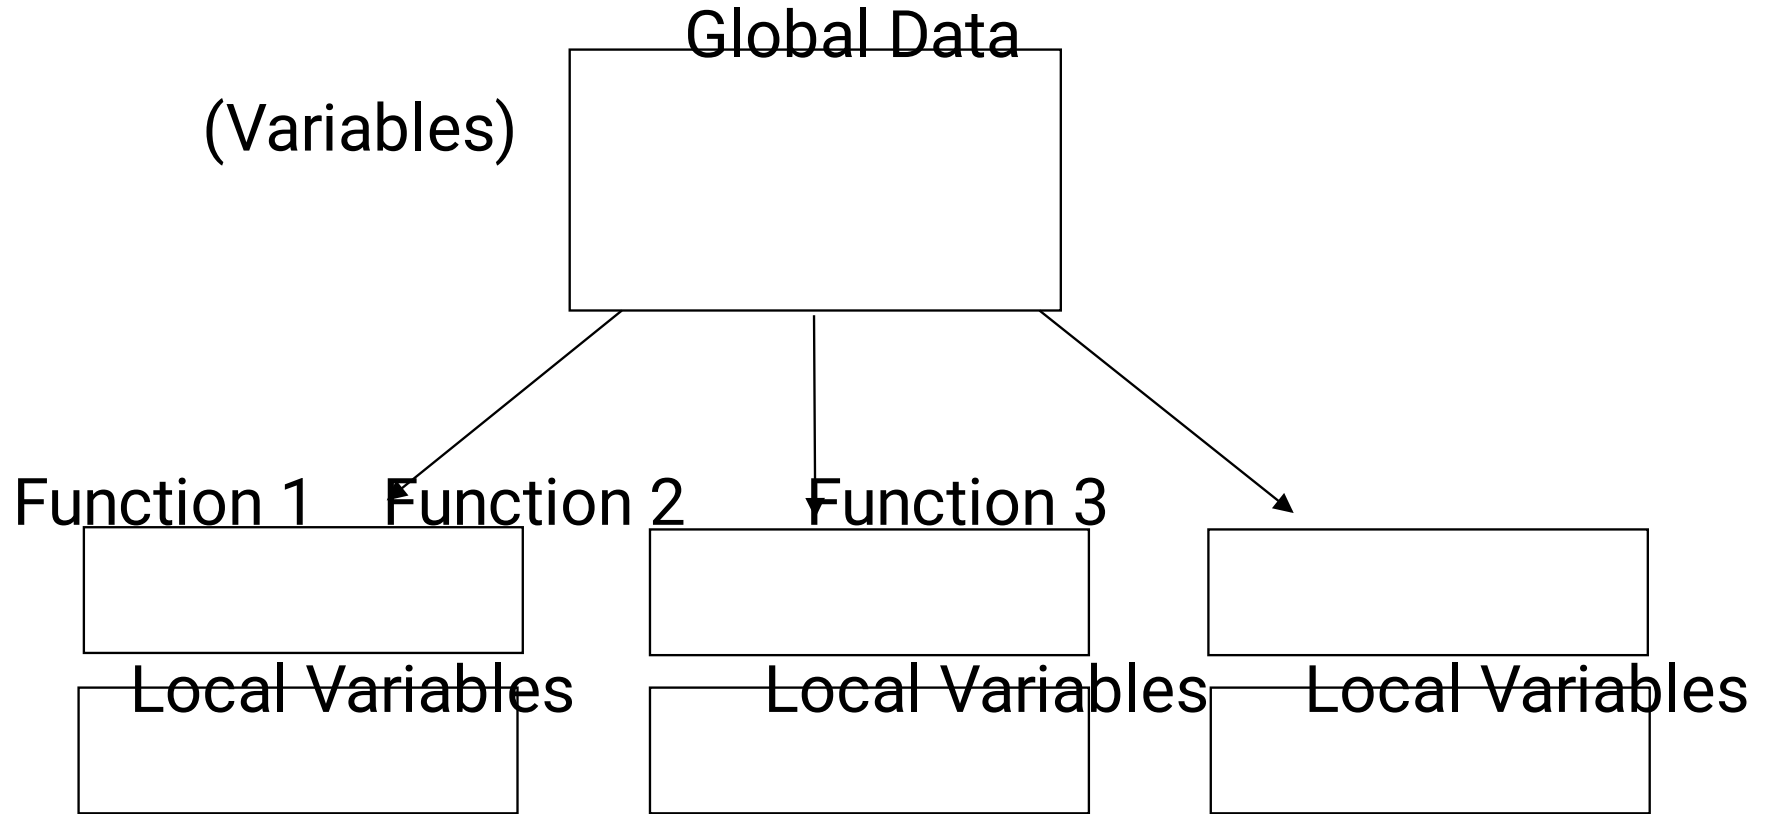 Global Data
(Variables)
Function 1 Function 2 Function 3
Local Variables Local Variables Local Variables